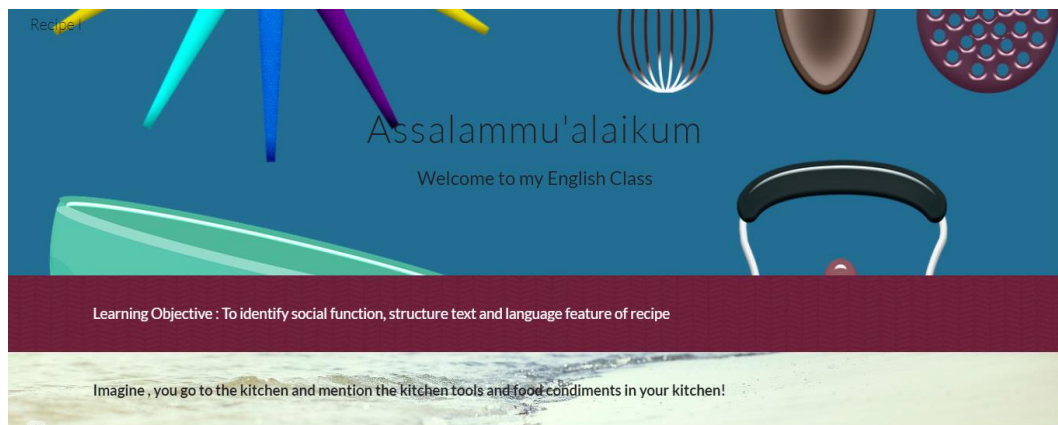 Recipe I
Assalammu'alaikum
Welcome to my English Class
Learning Objective : To identify social function, structure text and language feature of recipe
Imagine , you go to the kitchen and mention the kitchen tools and food condiments in your kitchen!